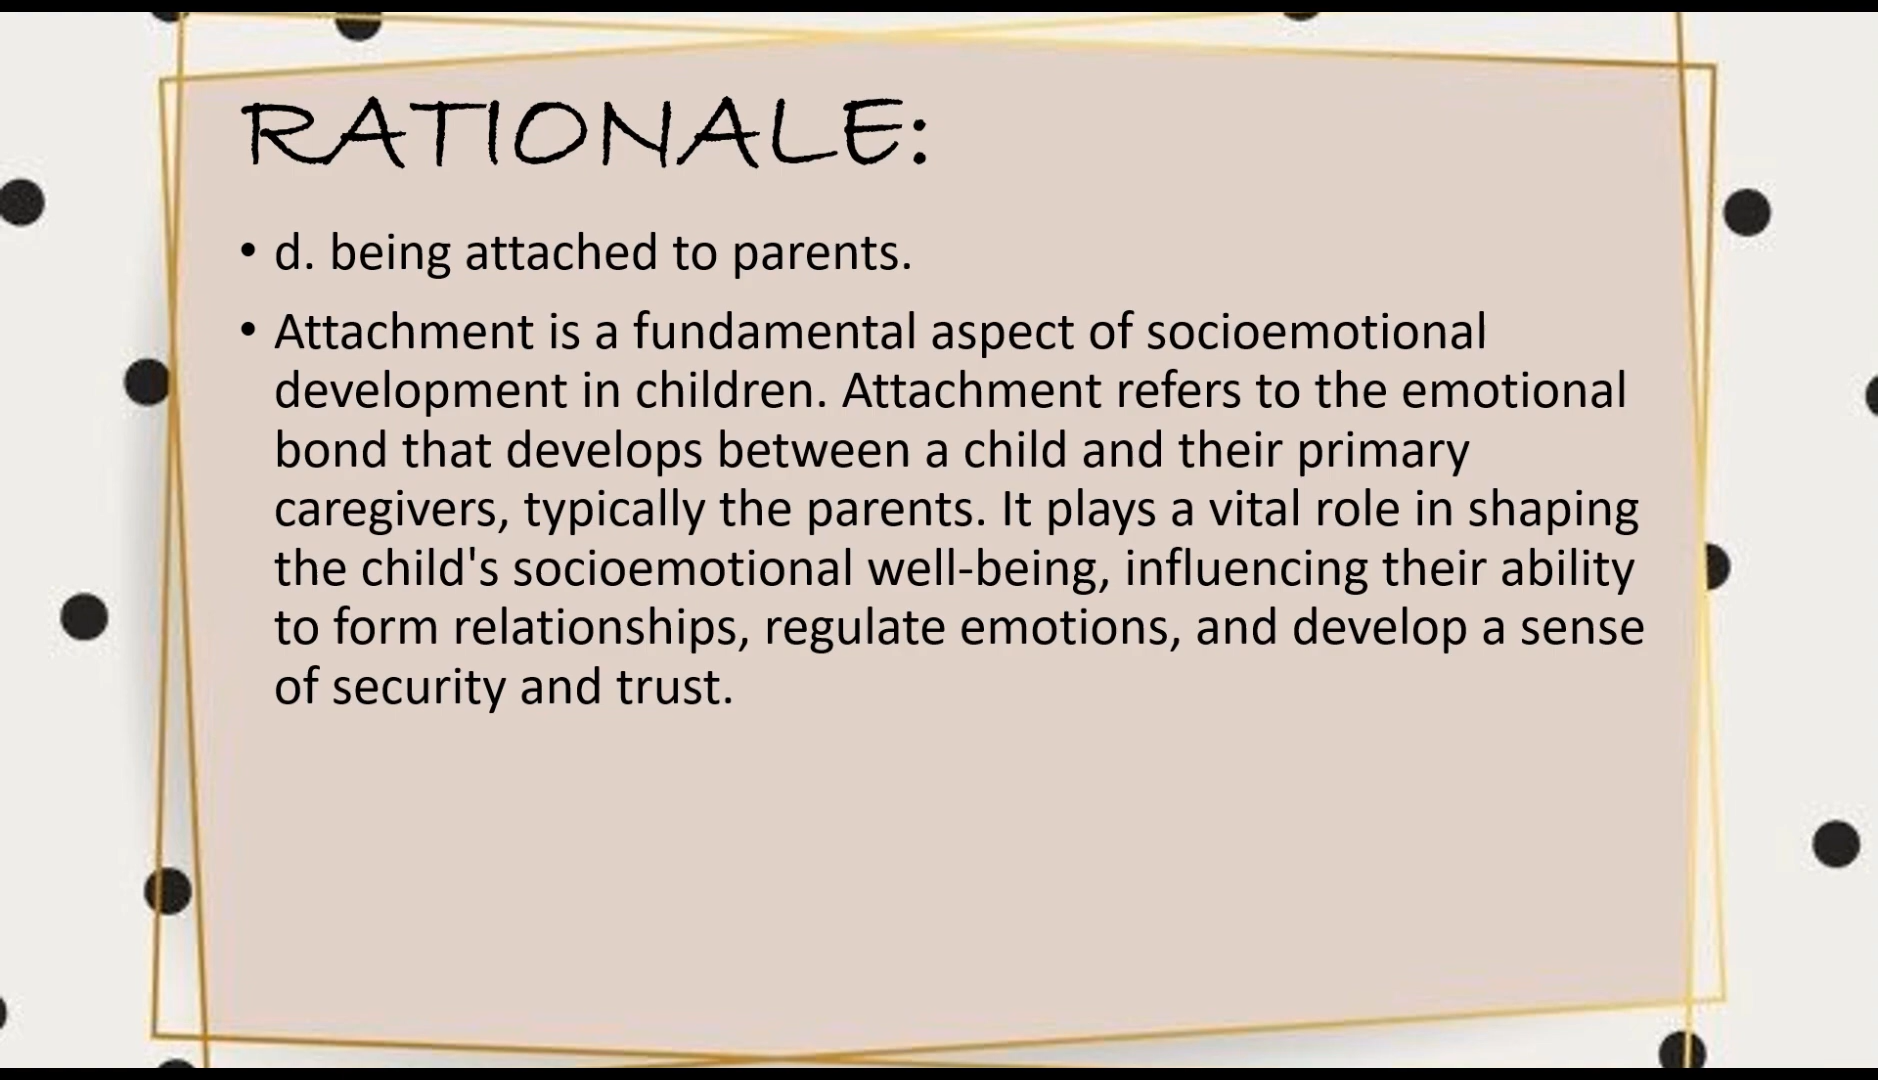 RATIONALE:
• d. being attached to parents.
• Attachment is a fundamental aspect of socioemotional
development in children. Attachment refers to the emotional
bond that develops between a child and their primary
caregivers, typically the parents. It plays a vital role in shaping
the child's socioemotional well-being, influencing their ability
to form relationships, regulate emotions, and develop a sense
of security and trust.